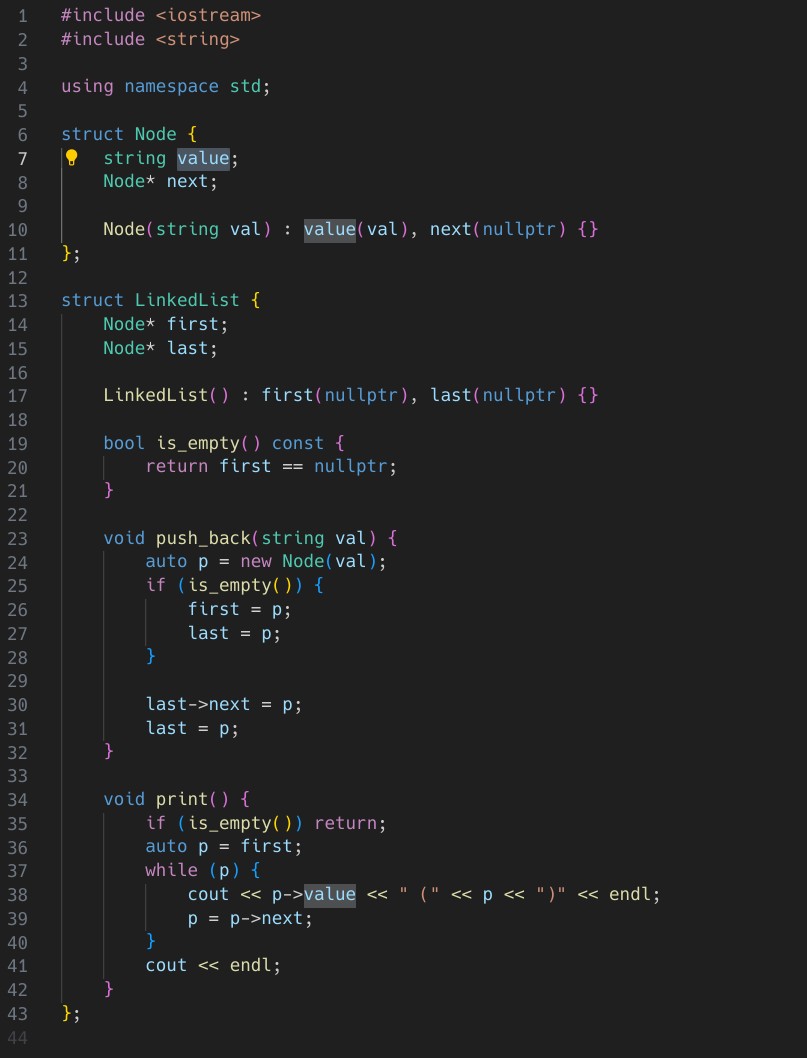 1 #include <iostream>
2 #include <string>
3
4 using namespace std;
5
6 struct Node {
7     string value;
8     Node* next;
9
10     Node(string val) : value(val), next(nullptr) {}
11 };
12
13 struct LinkedList {
14     Node* first;
15     Node* last;
16
17     LinkedList() : first(nullptr), last(nullptr) {}
18
19     bool is_empty() const {
20         return first == nullptr;
21     }
22
23     void push_back(string val) {
24         auto p = new Node(val);
25         if (is_empty()) {
26             first = p;
27             last = p;
28         }
29
30         last->next = p;
31         last = p;
32     }
33
34     void print() {
35         if (is_empty()) return;
36         auto p = first;
37         while (p) {
38             cout << p->value << " (" << p << ")" << endl;
39             p = p->next;
40         }
41         cout << endl;
42     }
43 };
44